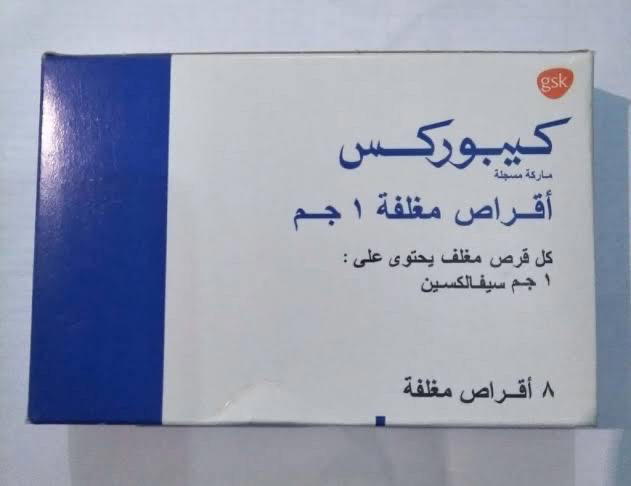 gsk
كيبوركس
ماركة مسجلة
أقراص مغلفة ١ جم
كل قرص مغلف يحتوى على :
١ جم سيفالكسين
٨ أقراص مغلفة